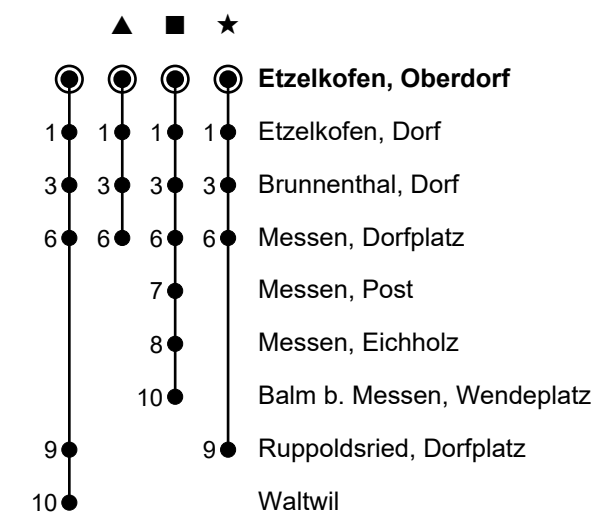 ▲ ■ ★
Etzelkofen, Oberdorf
1 1 1 1 Etzelkofen, Dorf
3 3 3 3 Brunnenthal, Dorf
6 6 6 6 Messen, Dorfplatz
7 Messen, Post
8 Messen, Eichholz
10 Balm b. Messen, Wendeplatz
9 9 Ruppoldsried, Dorfplatz
10 Waltwil